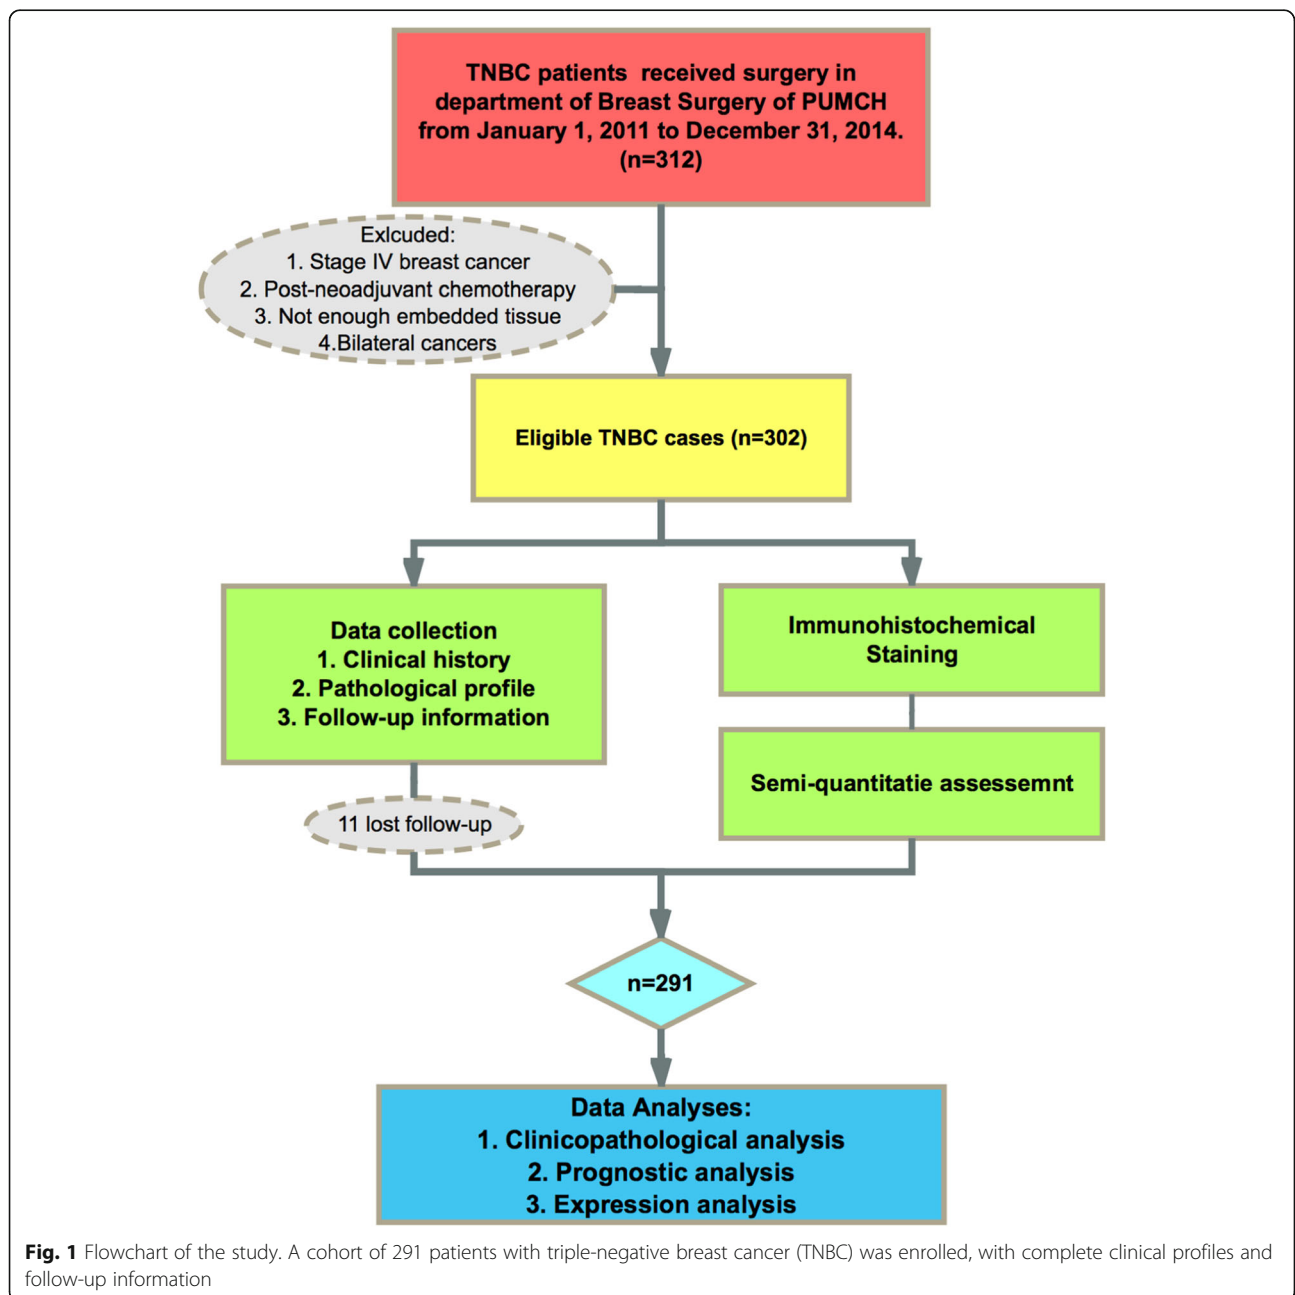 TNBC patients received surgery in
department of Breast Surgery of PUMCH
from January 1, 2011 to December 31, 2014.
(n=312)
Exlcuded:
1. Stage IV breast cancer
2. Post-neoadjuvant chemotherapy
3. Not enough embedded tissue
4.Bilateral cancers
Eligible TNBC cases (n=302)
Data collection
1. Clinical history
2. Pathological profile
3. Follow-up information
Immunohistochemical
Staining
Semi-quantitatie assessemnt
11 lost follow-up
n=291
Data Analyses:
1. Clinicopathological analysis
2. Prognostic analysis
3. Expression analysis
Fig. 1 Flowchart of the study. A cohort of 291 patients with triple-negative breast cancer (TNBC) was enrolled, with complete clinical profiles and
follow-up information